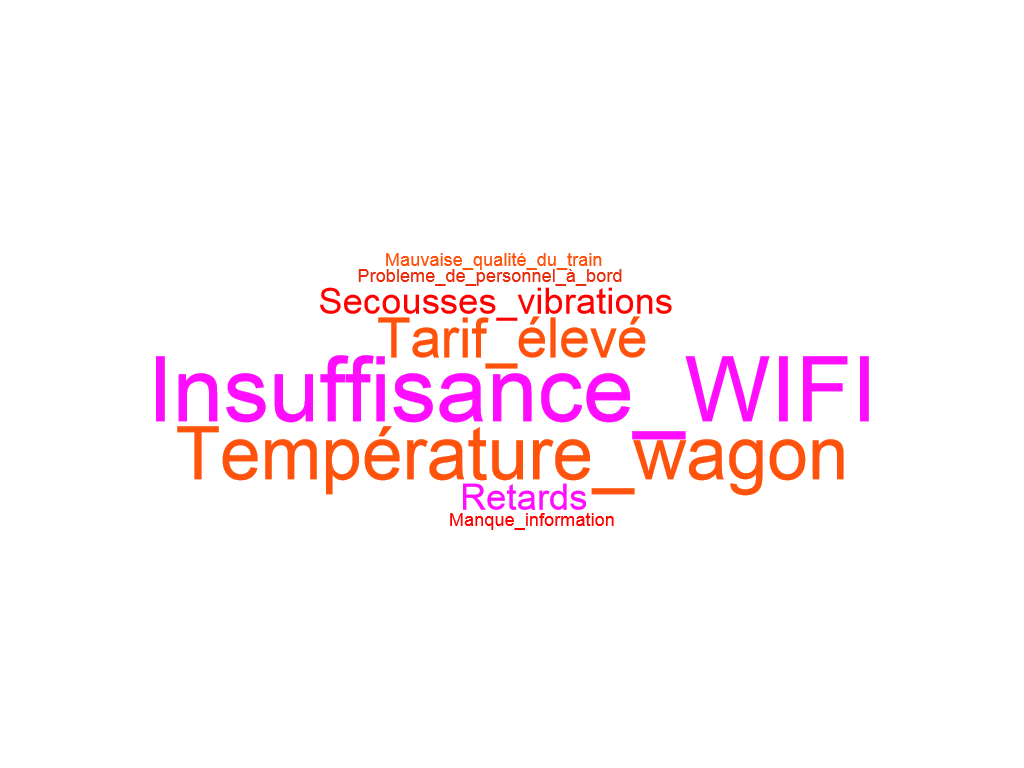 Mauvaise_qualité_du_train
Probleme_de_personnel_à_bord
Secousses_vibrations
Tarif_élevé
Insuffisance_WIFI
Température_wagon
Retards
Manque_information